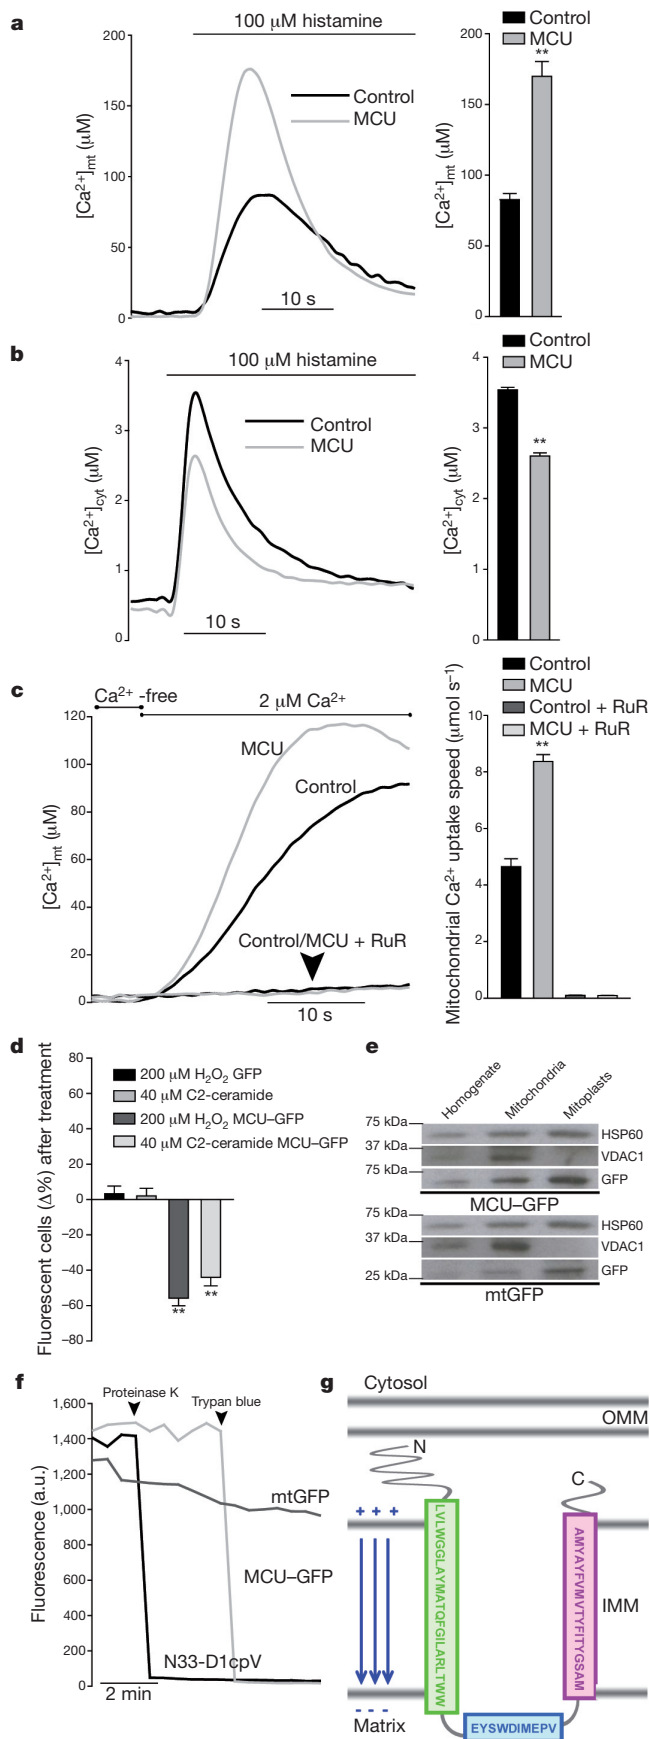 a
100 μM histamine
200
150
100
50
0
[Ca²⁺]mt (μM)
Control
MCU
10 s
Control
MCU
**
200
150
100
50
0
[Ca²⁺]mt (μM)
b
100 μM histamine
4
3
2
1
0
[Ca²⁺]cyt (μM)
Control
MCU
10 s
Control
MCU
**
4
3
2
1
0
[Ca²⁺]cyt (μM)
c
Ca²⁺ -free
2 μM Ca²⁺
120
100
80
60
40
20
0
[Ca²⁺]mt (μM)
MCU
Control
Control/MCU + RuR
10 s
Control
MCU
Control + RuR
MCU + RuR
**
10
8
6
4
2
0
Mitochondrial Ca²⁺ uptake speed (μmol s⁻¹)
d
80
60
40
20
0
−20
−40
−60
−80
Fluorescent cells (Δ%) after treatment
200 μM H₂O₂ GFP
40 μM C2-ceramide
200 μM H₂O₂ MCU–GFP
40 μM C2-ceramide MCU–GFP
**
**
e
Homogenate
Mitochondria
Mitoplasts
75 kDa
HSP60
37 kDa
VDAC1
75 kDa
GFP
MCU–GFP
75 kDa
HSP60
37 kDa
VDAC1
25 kDa
GFP
mtGFP
f
1,600
1,400
1,200
1,000
800
600
400
200
0
Fluorescence (a.u.)
Proteinase K
Trypan blue
mtGFP
MCU–GFP
N33-D1cpV
2 min
g
Cytosol
OMM
N
C
+ + +
LVLWGGLAYMATQFGILARLTWW
AMYAYFVMVTYFITYGSAM
IMM
- - -
Matrix
EYSWDIMEPV